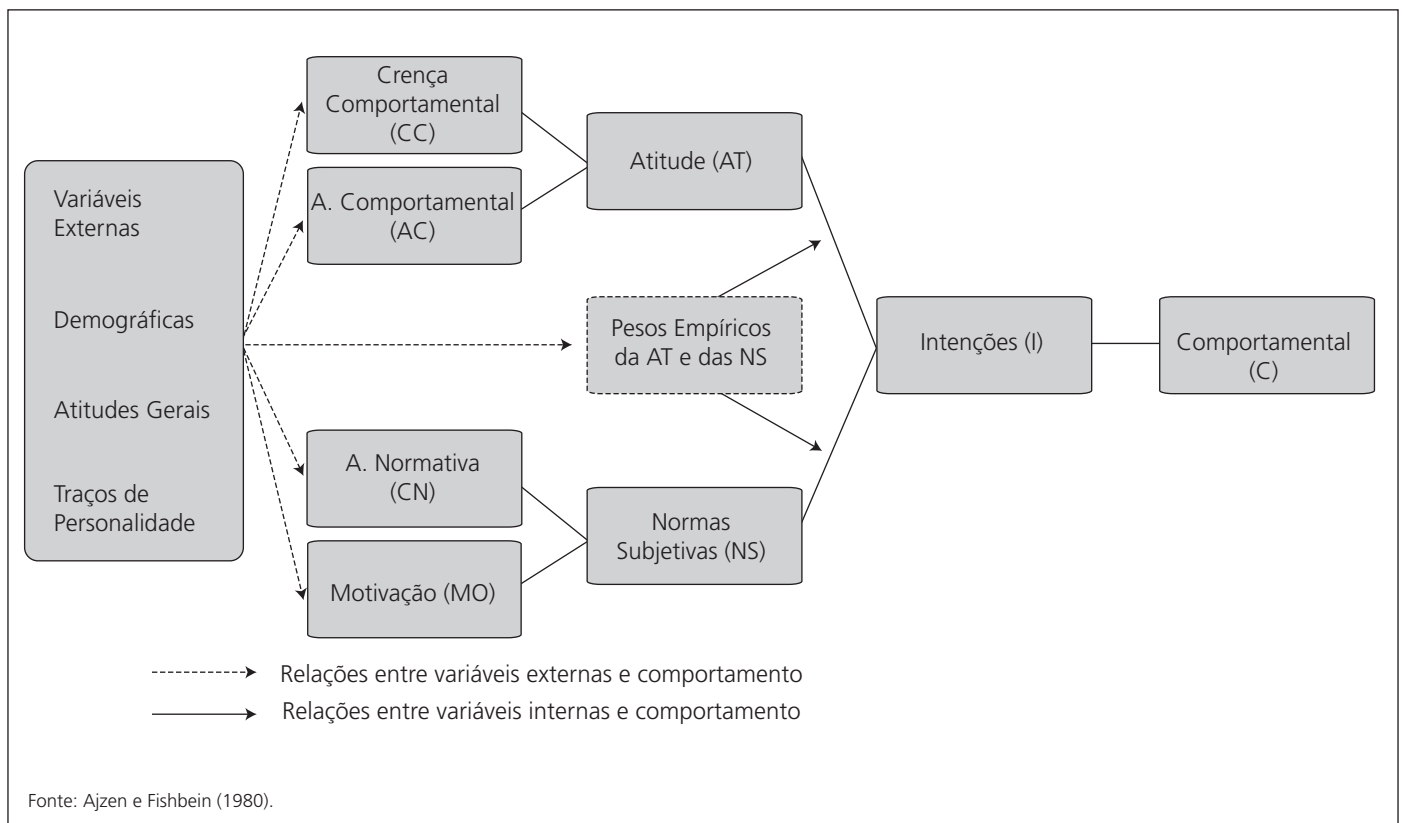 Variáveis
Externas
Demográficas
Atitudes Gerais
Traços de
Personalidade
Crença
Comportamental
(CC)
A. Comportamental
(AC)
A. Normativa
(CN)
Motivação (MO)
Atitude (AT)
Pesos Empíricos
da AT e das NS
Normas
Subjetivas (NS)
Intenções (I)
Comportamental
(C)
Relações entre variáveis externas e comportamento
Relações entre variáveis internas e comportamento
Fonte: Ajzen e Fishbein (1980).